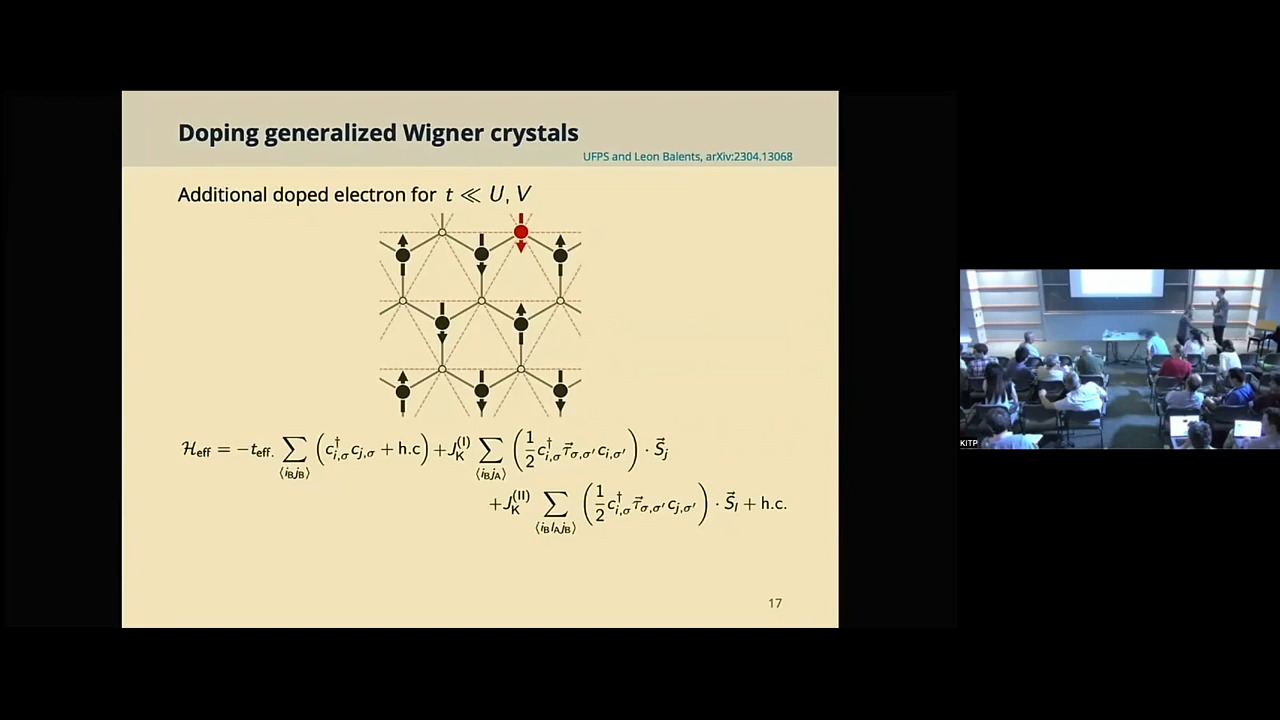 Doping generalized Wigner crystals
UFPS and Leon Balents, arXiv:2304.13068
Additional doped electron for t ≪ U, V
ℋ_eff = −t_eff. ∑_⟨i_B j_B⟩ (c†_{i,σ} c_{j,σ} + h.c) + J_K^(I) ∑_⟨i_B j_A⟩ (1/2 c†_{i,σ} τ⃗_{σ,σ′} c_{i,σ′}) · S⃗_j
+ J_K^(II) ∑_⟨i_B l_A j_B⟩ (1/2 c†_{i,σ} τ⃗_{σ,σ′} c_{j,σ′}) · S⃗_l + h.c.
17
KITP